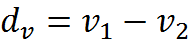 d_v = v_1 − v_2